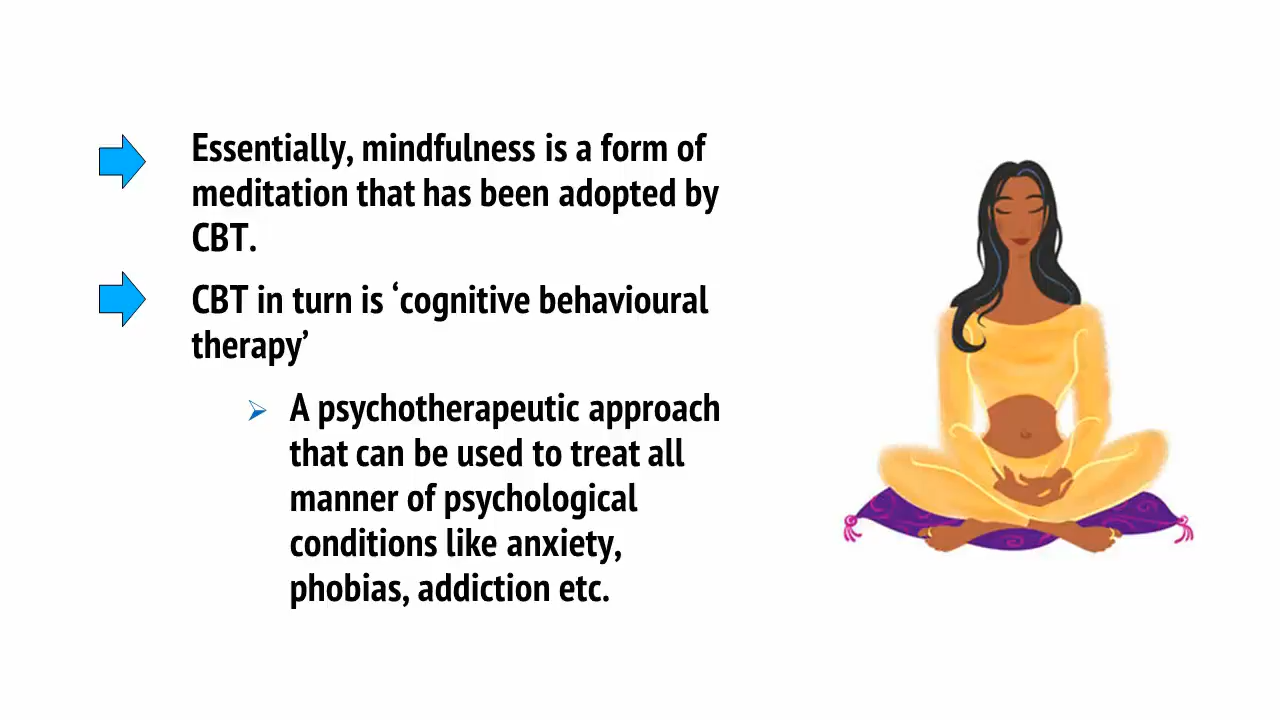 Essentially, mindfulness is a form of
meditation that has been adopted by
CBT.
CBT in turn is ‘cognitive behavioural
therapy’
A psychotherapeutic approach
that can be used to treat all
manner of psychological
conditions like anxiety,
phobias, addiction etc.